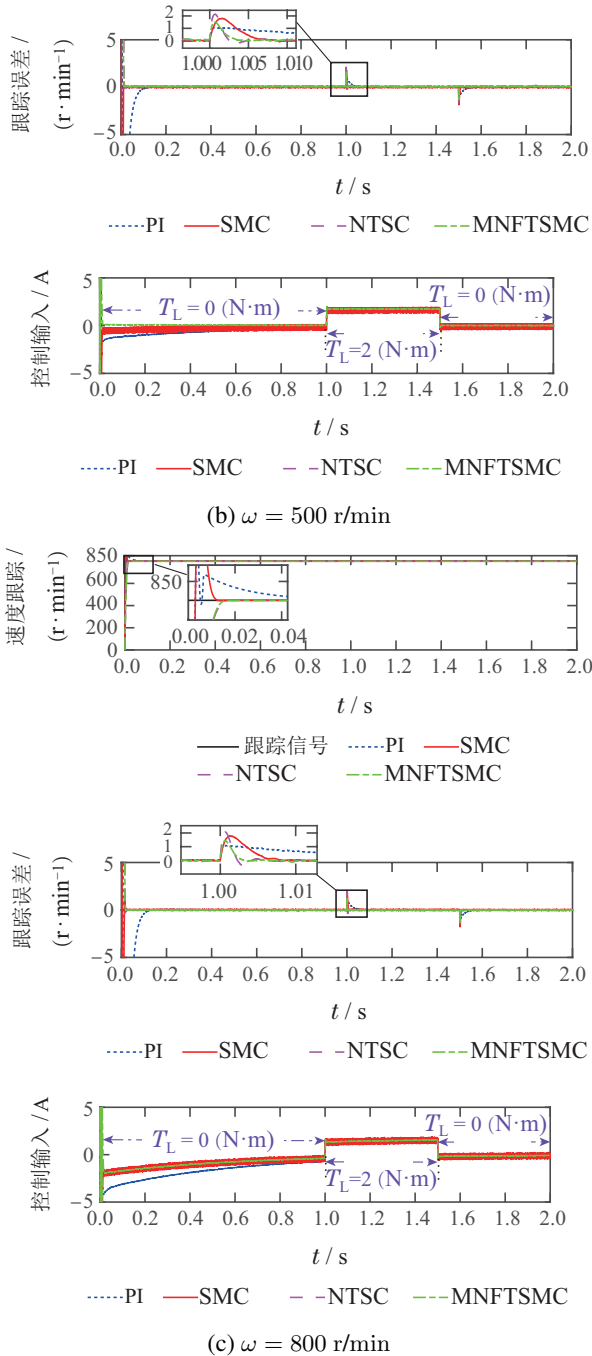 2
1
0
1.000 1.005 1.010
5
0
−5
跟踪误差 /
(r· min⁻¹)
0.0 0.2 0.4 0.6 0.8 1.0 1.2 1.4 1.6 1.8 2.0
t / s
PI SMC NTSC MNFTSMC
5
0
−5
控制输入 / A
T_L = 0 (N·m) T_L = 0 (N·m)
T_L=2 (N·m)
0.0 0.2 0.4 0.6 0.8 1.0 1.2 1.4 1.6 1.8 2.0
t / s
PI SMC NTSC MNFTSMC
(b) ω = 500 r/min
850
600
400
200
0
速度跟踪 /
(r· min⁻¹)
850
0.00 0.02 0.04
0.0 0.2 0.4 0.6 0.8 1.0 1.2 1.4 1.6 1.8 2.0
t / s
跟踪信号 PI SMC
NTSC MNFTSMC
2
1
0
1.00 1.01
5
0
−5
跟踪误差 /
(r· min⁻¹)
0.0 0.2 0.4 0.6 0.8 1.0 1.2 1.4 1.6 1.8 2.0
t / s
PI SMC NTSC MNFTSMC
5
0
−5
控制输入 / A
T_L = 0 (N·m) T_L = 0 (N·m)
T_L=2 (N·m)
0.0 0.2 0.4 0.6 0.8 1.0 1.2 1.4 1.6 1.8 2.0
t / s
PI SMC NTSC MNFTSMC
(c) ω = 800 r/min